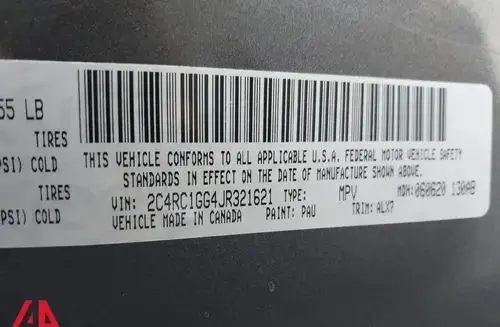 55 LB
TIRES
PSI) COLD
TIRES
PSI) COLD
THIS VEHICLE CONFORMS TO ALL APPLICABLE U.S.A. FEDERAL MOTOR VEHICLE SAFETY
STANDARDS IN EFFECT ON THE DATE OF MANUFACTURE SHOWN ABOVE.
VIN: 2C4RC1GG4JR321621 TYPE: MPV MDH: 060620 130AB
VEHICLE MADE IN CANADA PAINT: PAU TRIM: ALX7